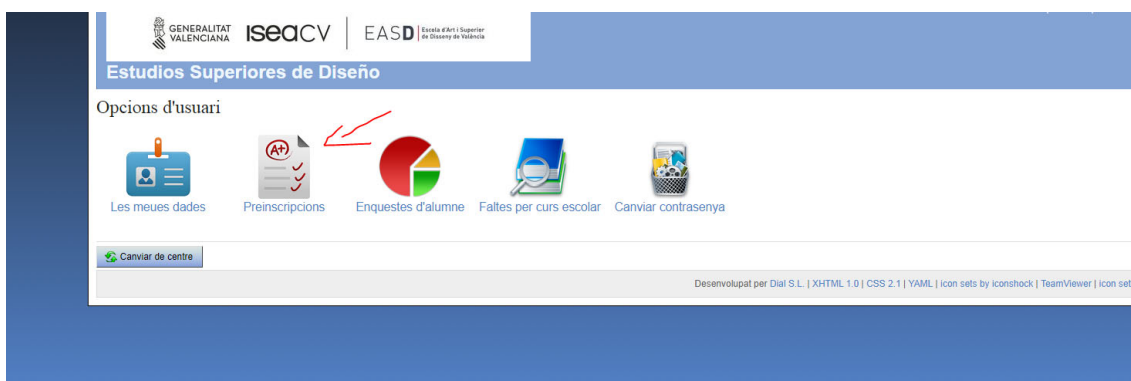 GENERALITAT
VALENCIANA
ISeaCV
EASD
Escola d'Art i Superior
de Disseny de València
Estudios Superiores de Diseño
Opcions d'usuari
A+
Les meues dades
Preinscripcions
Enquestes d'alumne
Faltes per curs escolar
Canviar contrasenya
Canviar de centre
Desenvolupat per Dial S.L. | XHTML 1.0 | CSS 2.1 | YAML | icon sets by iconshock | TeamViewer | icon set